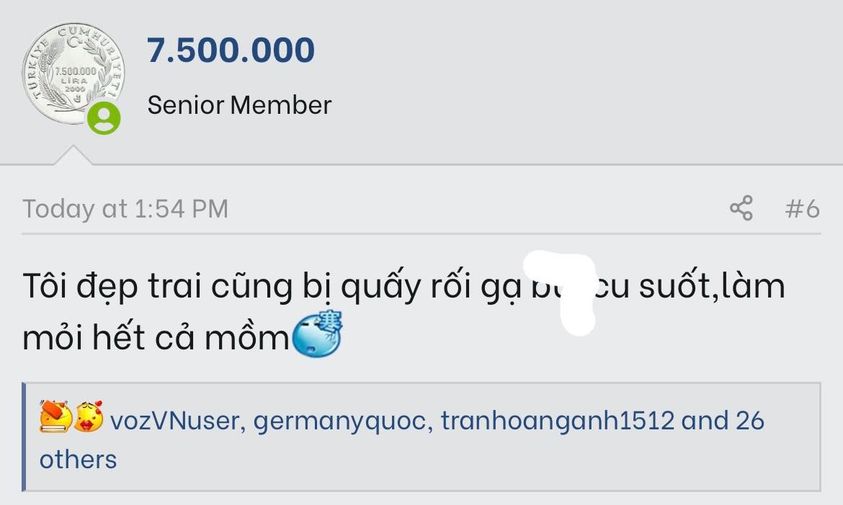 TÜRKİYE CUMHURİYETİ
7.500.000
LİRA
2000
7.500.000
Senior Member
Today at 1:54 PM
#6
Tôi đẹp trai cũng bị quấy rối gạ cu suốt,làm
mỏi hết cả mồm
vozVNuser, germanyquoc, tranhoanganh1512 and 26
others